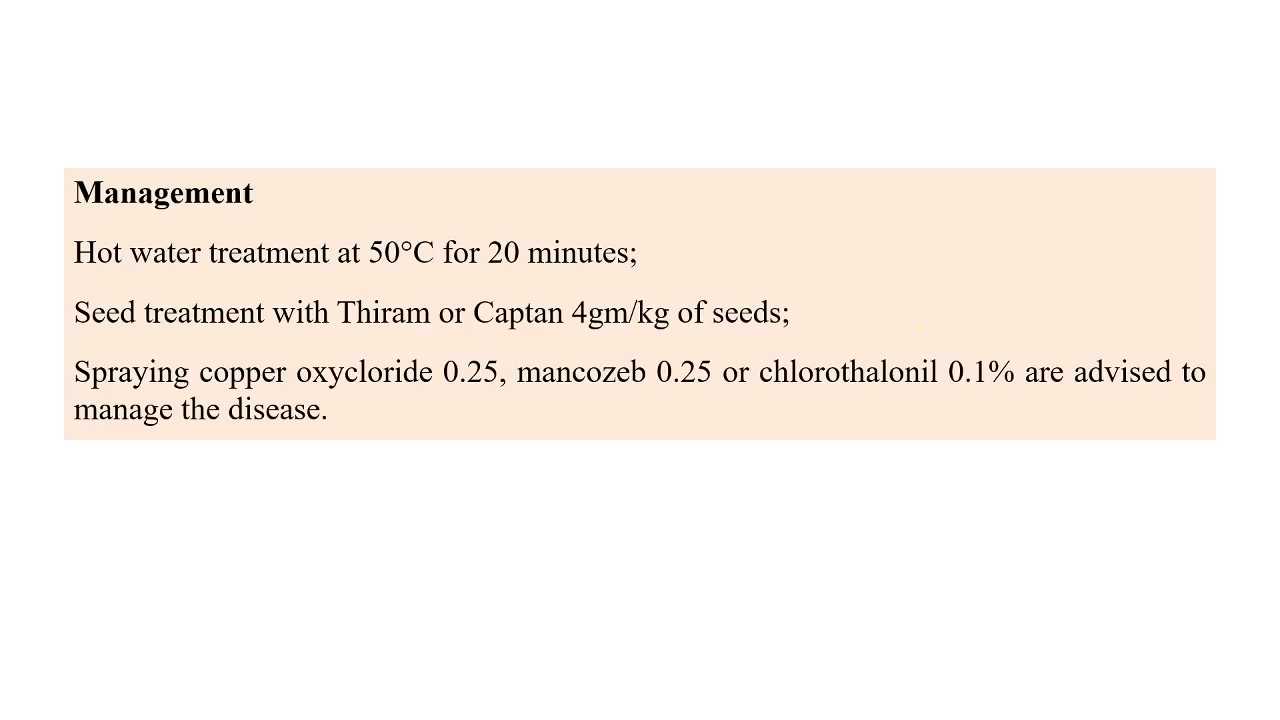 Management
Hot water treatment at 50°C for 20 minutes;
Seed treatment with Thiram or Captan 4gm/kg of seeds;
Spraying copper oxycloride 0.25, mancozeb 0.25 or chlorothalonil 0.1% are advised to
manage the disease.